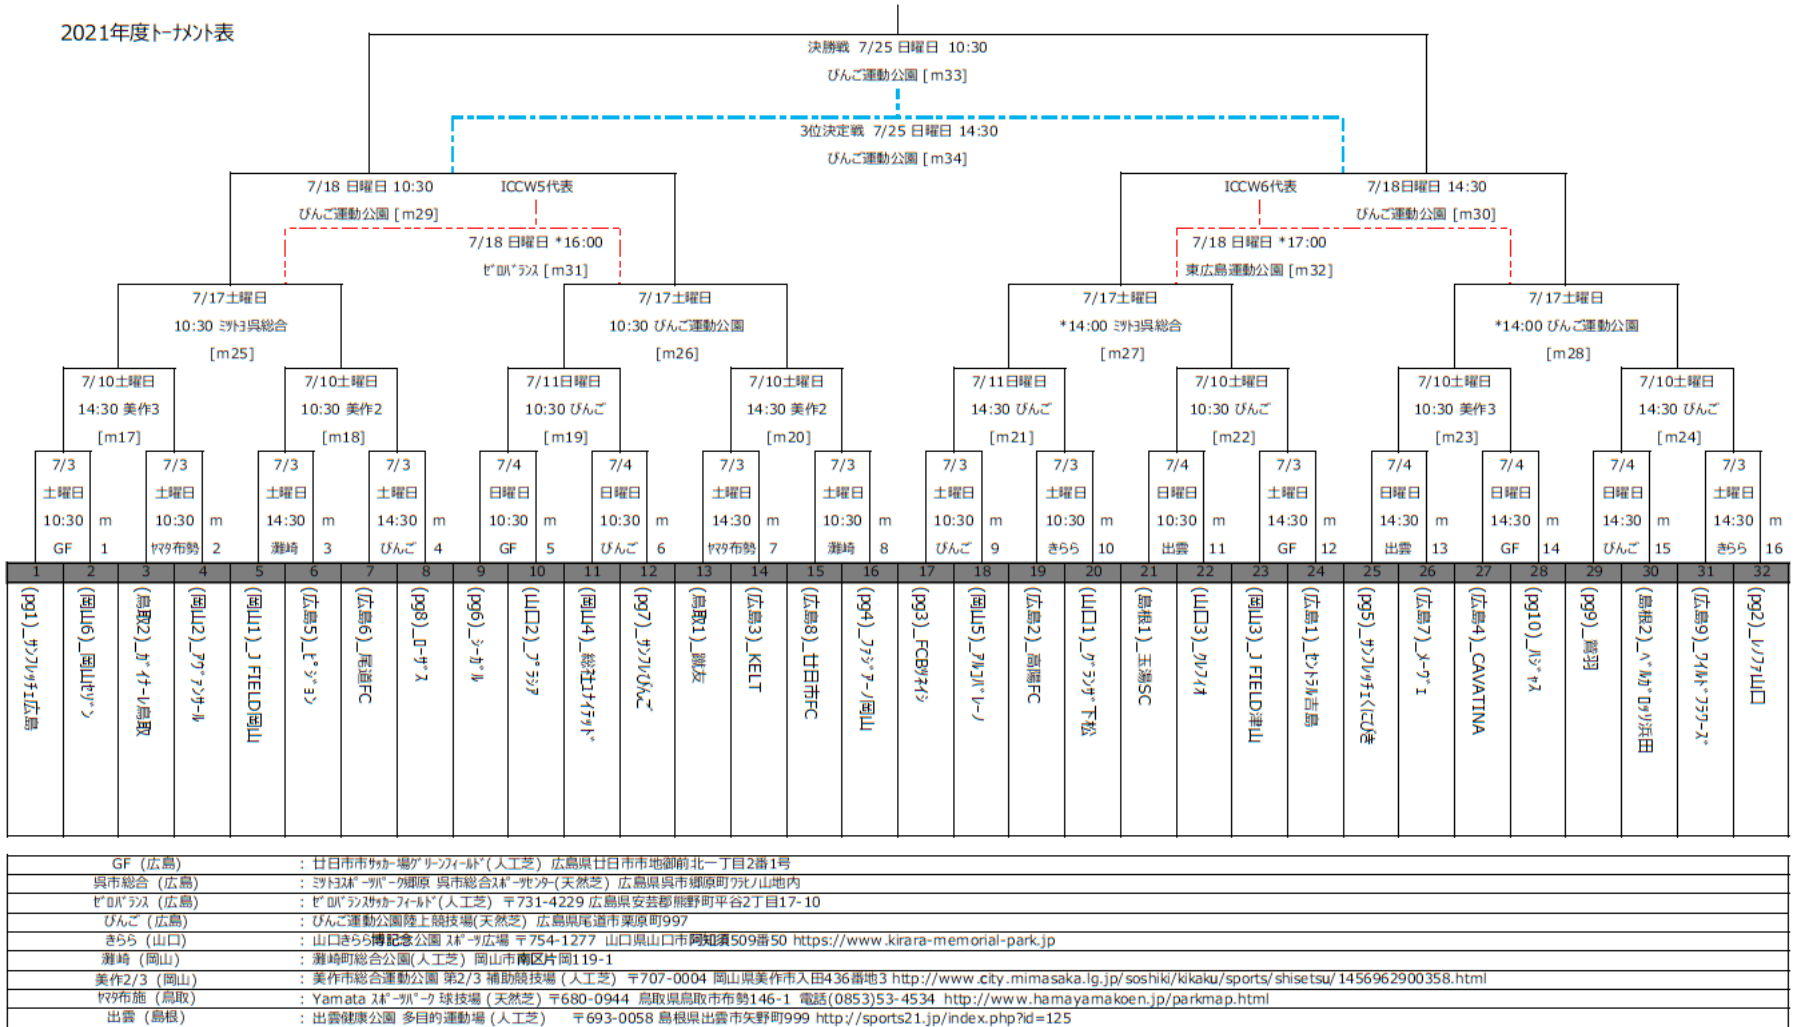 2021年度ﾄｰﾅﾒﾝﾄ表
決勝戦 7/25 日曜日 10:30
びんご運動公園 [m33]
3位決定戦 7/25 日曜日 14:30
びんご運動公園 [m34]
7/18 日曜日 10:30 ICCW5代表 ICCW6代表 7/18日曜日 14:30
びんご運動公園 [m29] びんご運動公園 [m30]
7/18 日曜日 *16:00 7/18 日曜日 *17:00
ｾﾞﾛﾊﾞﾗﾝｽ [m31] 東広島運動公園 [m32]
7/17土曜日 7/17土曜日 7/17土曜日 7/17土曜日
10:30 ﾐﾂﾄﾖ呉総合 10:30 びんご運動公園 *14:00 ﾐﾂﾄﾖ呉総合 *14:00 びんご運動公園
[m25] [m26] [m27] [m28]
7/10土曜日 7/10土曜日 7/11日曜日 7/10土曜日 7/11日曜日 7/10土曜日 7/10土曜日 7/10土曜日
14:30 美作3 10:30 美作2 10:30 びんご 14:30 美作2 14:30 びんご 10:30 びんご 10:30 美作3 14:30 びんご
[m17] [m18] [m19] [m20] [m21] [m22] [m23] [m24]
7/3 7/3 7/3 7/3 7/4 7/4 7/3 7/3 7/3 7/3 7/4 7/3 7/4 7/4 7/4 7/3
土曜日 土曜日 土曜日 土曜日 日曜日 日曜日 土曜日 土曜日 土曜日 土曜日 日曜日 土曜日 日曜日 日曜日 日曜日 土曜日
10:30 m 10:30 m 14:30 m 14:30 m 10:30 m 10:30 m 14:30 m 10:30 m 10:30 m 10:30 m 10:30 m 14:30 m 14:30 m 14:30 m 14:30 m 14:30 m
GF 1 ﾔﾏﾀ布勢 2 灘崎 3 びんご 4 GF 5 びんご 6 ﾔﾏﾀ布勢 7 灘崎 8 びんご 9 きらら 10 出雲 11 GF 12 出雲 13 GF 14 びんご 15 きらら 16
1 2 3 4 5 6 7 8 9 10 11 12 13 14 15 16 17 18 19 20 21 22 23 24 25 26 27 28 29 30 31 32
(pg1)_ｻﾝﾌﾚｯﾁｪ広島
(岡山6)_岡山ｾｿﾞﾝ
(鳥取2)_ｶﾞｲﾅｰﾚ鳥取
(岡山2)_ｱｳﾞｧﾝｻｰﾙ
(岡山1)_J FIELD岡山
(広島5)_ﾋﾟｼﾞｮﾝ
(広島6)_尾道FC
(pg8)_ﾛｰｻﾞｽ
(pg6)_ｼｰｶﾞﾙ
(山口2)_ﾌﾟﾗｼｱ
(岡山4)_総社ﾕﾅｲﾃｯﾄﾞ
(pg7)_ｻﾝﾌﾚびんご
(鳥取1)_蹴友
(広島3)_KELT
(広島8)_廿日市FC
(pg4)_ﾌｧｼﾞｱｰﾉ岡山
(pg3)_FCBﾂﾈｲｼ
(岡山5)_ｱﾙｺﾊﾞﾚｰﾉ
(広島2)_高陽FC
(山口1)_ｸﾞﾗﾝｻﾞ下松
(島根1)_玉湯SC
(山口3)_ｸﾚﾌｨｵ
(岡山3)_J FIELD津山
(広島1)_ｾﾝﾄﾗﾙ吉島
(pg5)_ｻﾝﾌﾚｯﾁｪくにびき
(広島7)_ﾒｰｳﾞｪ
(広島4)_CAVATINA
(pg10)_ﾊｼﾞｬｽ
(pg9)_鷲羽
(島根2)_ﾍﾞﾙｶﾞﾛｯｿ浜田
(広島9)_ﾜｲﾙﾄﾞﾌﾗﾜｰｽﾞ
(pg2)_ﾚﾉﾌｧ山口
GF (広島) : 廿日市市ｻｯｶｰ場ｸﾞﾘｰﾝﾌｨｰﾙﾄﾞ(人工芝) 広島県廿日市市地御前北一丁目2番1号
呉市総合 (広島) : ﾐﾂﾄﾖｽﾎﾟｰﾂﾊﾟｰｸ郷原 呉市総合ｽﾎﾟｰﾂｾﾝﾀｰ(天然芝) 広島県呉市郷原町ﾜﾗﾋﾉ山地内
ｾﾞﾛﾊﾞﾗﾝｽ (広島) : ｾﾞﾛﾊﾞﾗﾝｽｻｯｶｰﾌｨｰﾙﾄﾞ(人工芝) 〒731-4229 広島県安芸郡熊野町平谷2丁目17-10
びんご (広島) : びんご運動公園陸上競技場(天然芝) 広島県尾道市栗原町997
きらら (山口) : 山口きらら博記念公園 ｽﾎﾟｰﾂ広場 〒754-1277 山口県山口市阿知須509番50 https://www.kirara-memorial-park.jp
灘崎 (岡山) : 灘崎町総合公園(人工芝) 岡山市南区片岡119-1
美作2/3 (岡山) : 美作市総合運動公園 第2/3 補助競技場 (人工芝) 〒707-0004 岡山県美作市入田436番地3 http://www.city.mimasaka.lg.jp/soshiki/kikaku/sports/shisetsu/1456962900358.html
ﾔﾏﾀ布施 (鳥取) : Yamata ｽﾎﾟｰﾂﾊﾟｰｸ 球技場 (天然芝) 〒680-0944 鳥取県鳥取市布勢146-1 電話(0853)53-4534 http://www.hamayamakoen.jp/parkmap.html
出雲 (島根) : 出雲健康公園 多目的運動場 (人工芝) 〒693-0058 島根県出雲市矢野町999 http://sports21.jp/index.php?id=125